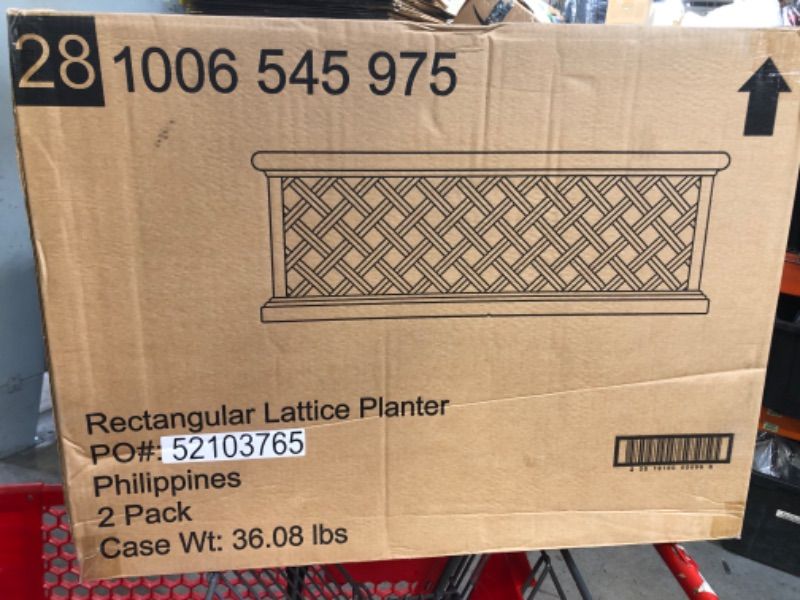 28 1006 545 975
Rectangular Lattice Planter
PO#: 52103765
Philippines
2 Pack
Case Wt: 36.08 lbs